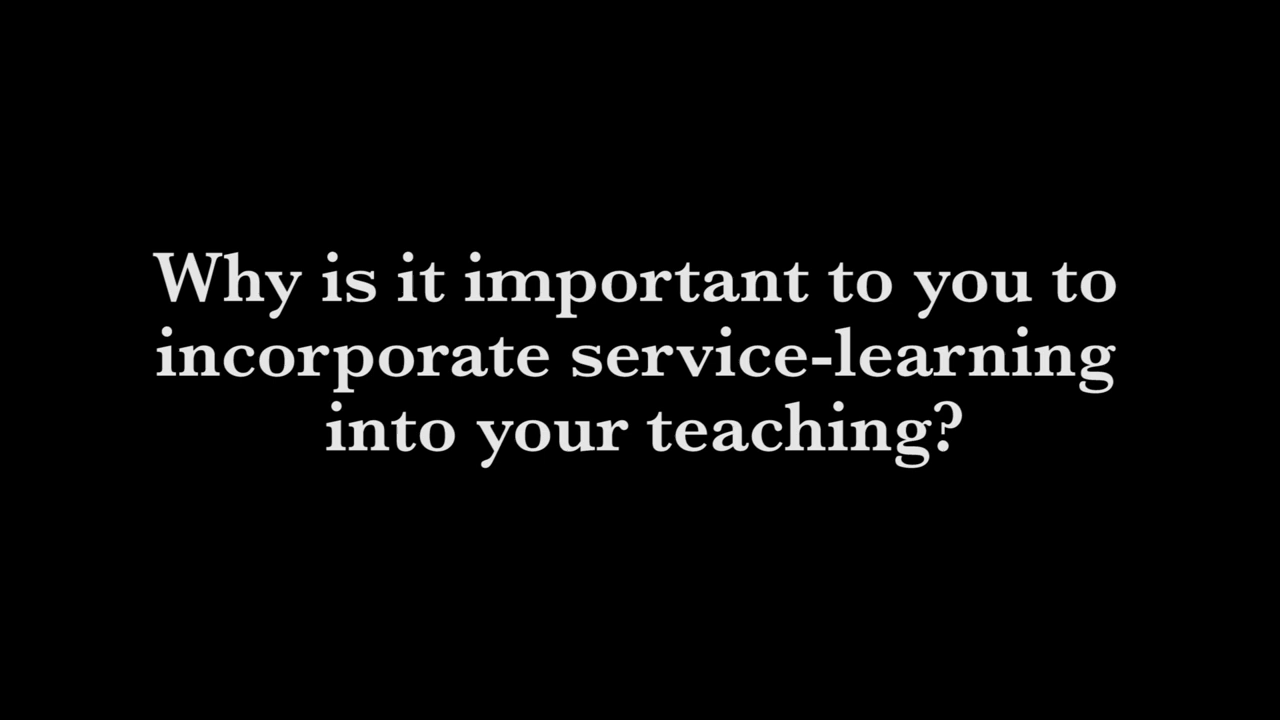 Why is it important to you to
incorporate service-learning
into your teaching?